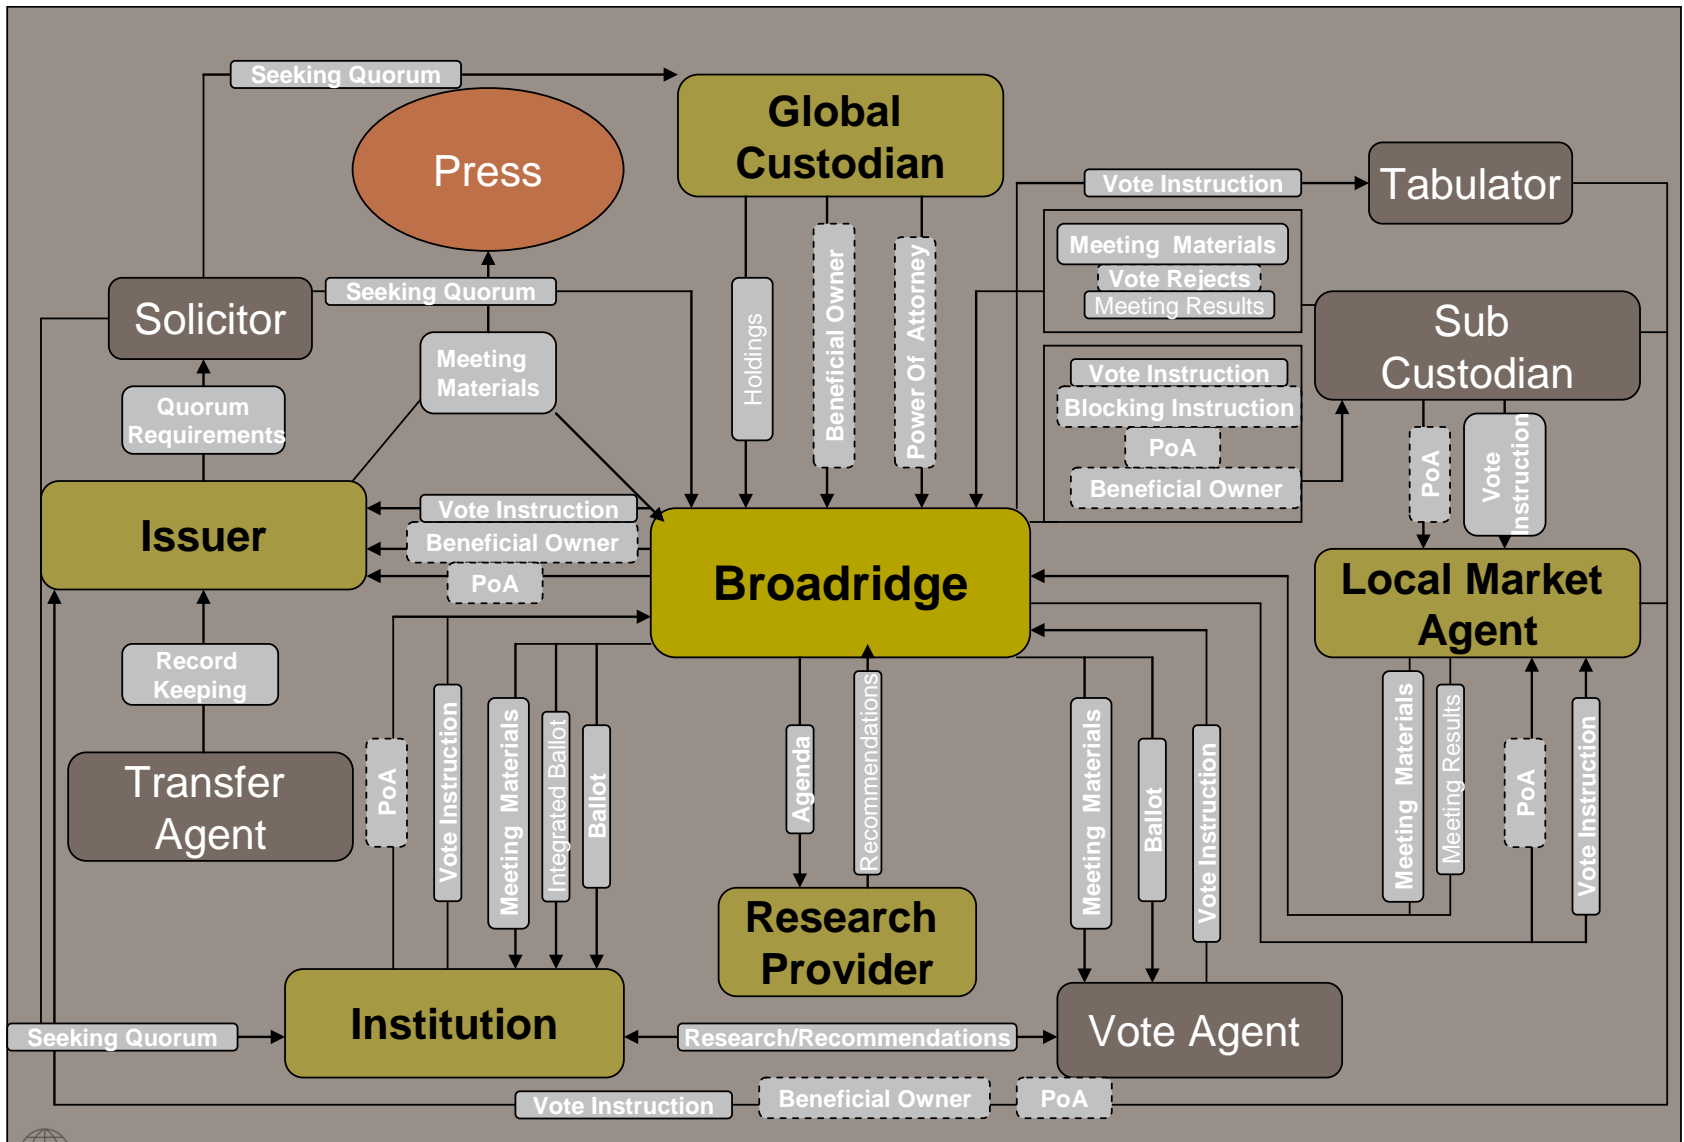 Seeking Quorum
Global
Custodian
Press
Vote Instruction
Tabulator
Meeting Materials
Vote Rejects
Meeting Results
Solicitor
Seeking Quorum
Holdings
Beneficial Owner
Power Of Attorney
Sub
Custodian
Meeting
Materials
Vote Instruction
Blocking Instruction
PoA
Beneficial Owner
Quorum
Requirements
PoA
Vote
Instruction
Issuer
Vote Instruction
Beneficial Owner
PoA
Broadridge
Local Market
Agent
Record
Keeping
Transfer
Agent
PoA
Vote Instruction
Meeting Materials
Integrated Ballot
Ballot
Agenda
Recommendations
Meeting Materials
Ballot
Vote Instruction
Meeting Materials
Meeting Results
PoA
Vote Instruction
Research
Provider
Institution
Vote Agent
Seeking Quorum
Research/Recommendations
Vote Instruction
Beneficial Owner
PoA